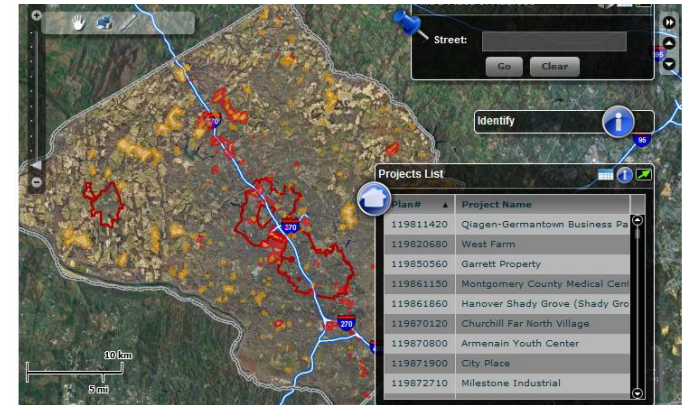 Street:
Go Clear
Identify
95
Projects List
Plan# ▲ Project Name
119811420 Qiagen-Germantown Business Pa
119820680 West Farm
119850560 Garrett Property
119861150 Montgomery County Medical Cent
119861860 Hanover Shady Grove (Shady Gro
119870120 Churchill Far North Village
119870800 Armenain Youth Center
119871900 City Place
119872710 Milestone Industrial
270
370
270
10 km
5 mi